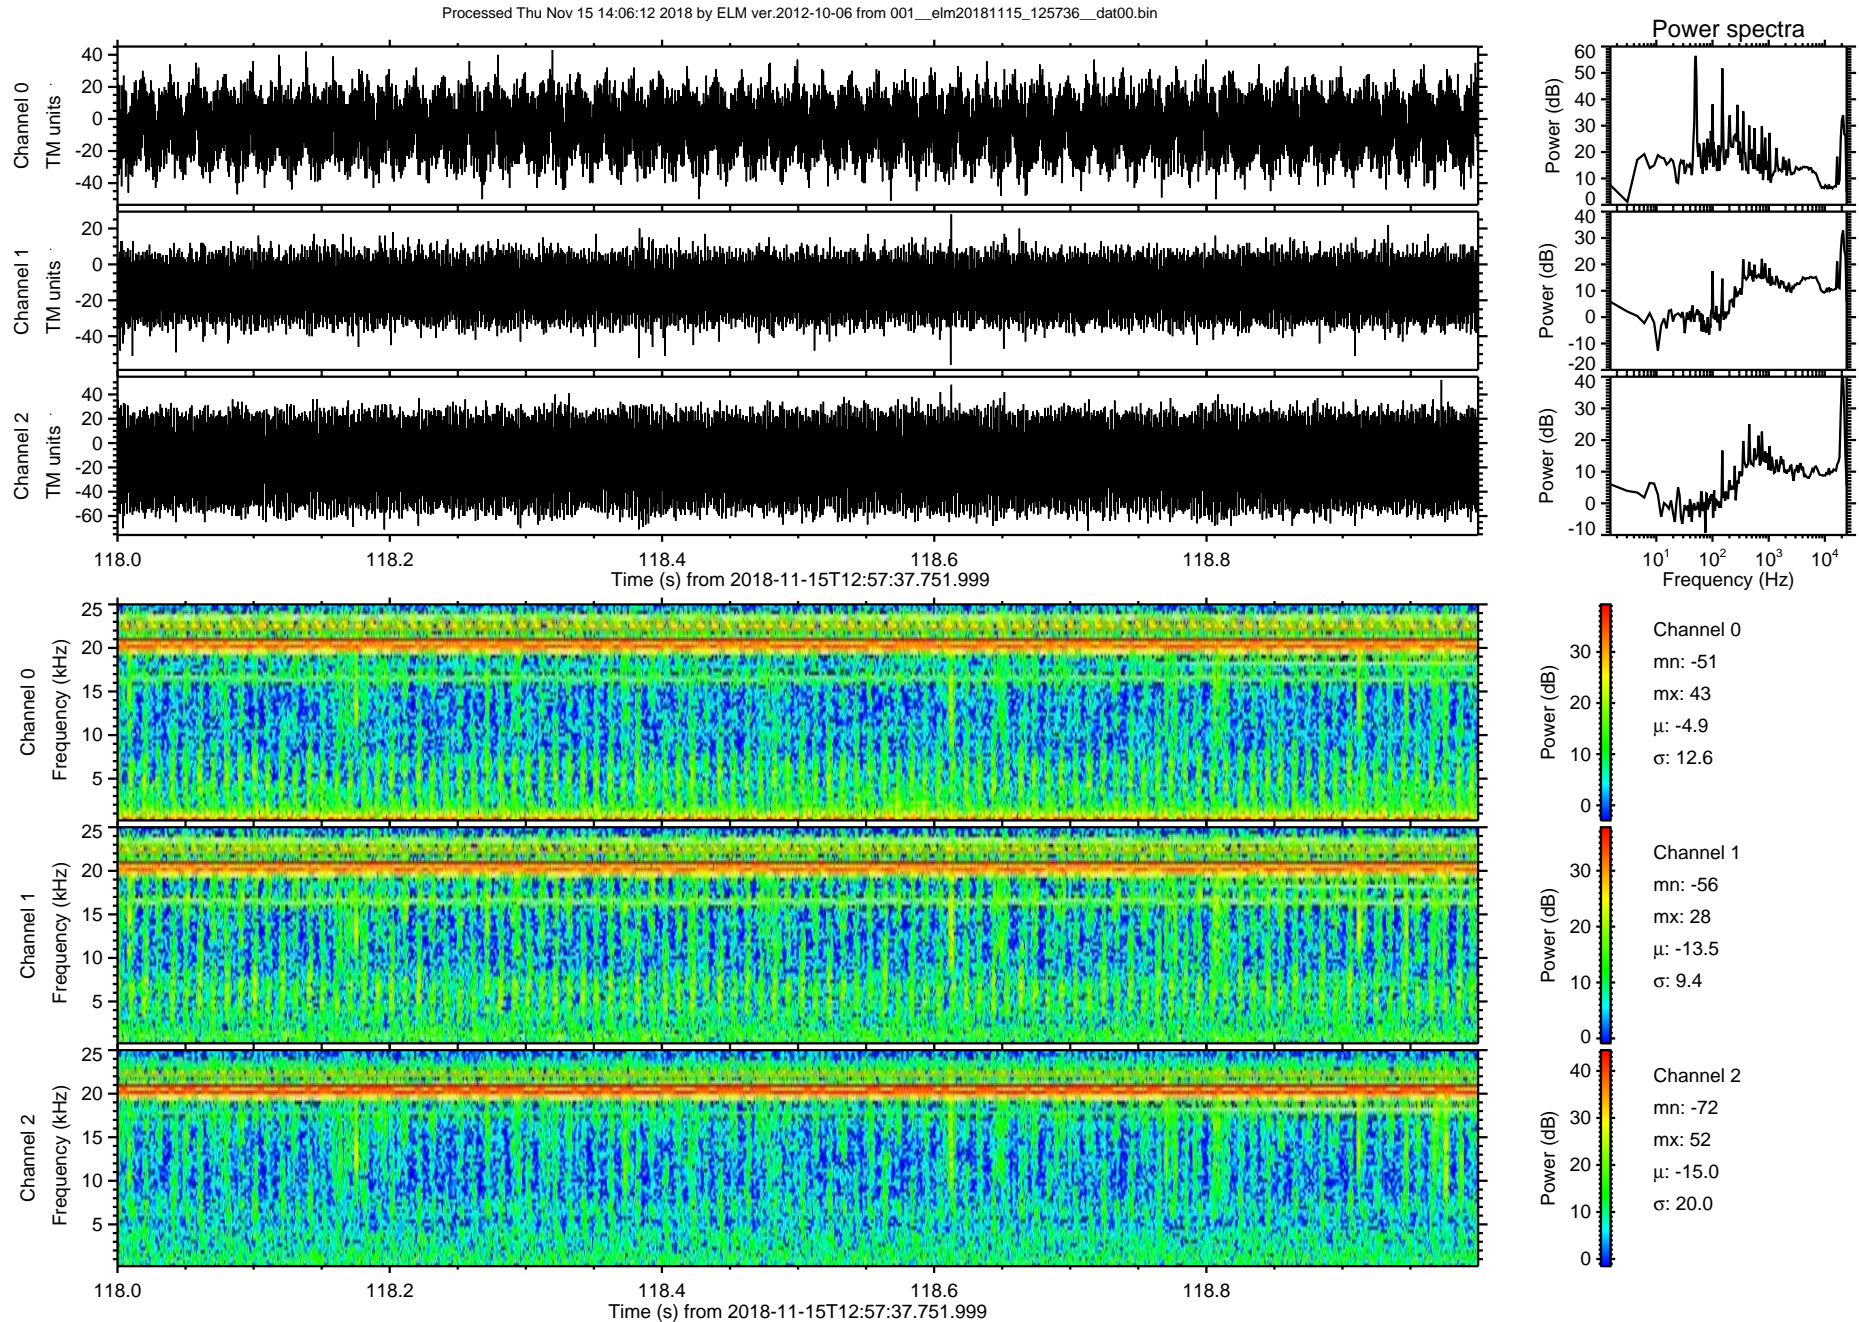 Processed Thu Nov 15 14:06:12 2018 by ELM ver.2012-10-06 from 001__elm20181115_125736__dat00.bin
Power spectra
Channel 0
TM units
40
20
0
-20
-40
Power (dB)
60
50
40
30
20
10
0
Channel 1
TM units
20
0
-20
-40
Power (dB)
40
30
20
10
0
-10
-20
Channel 2
TM units
40
20
0
-20
-40
-60
Power (dB)
40
30
20
10
0
-10
118.0 118.2 118.4 118.6 118.8
Time (s) from 2018-11-15T12:57:37.751.999
10¹ 10² 10³ 10⁴
Frequency (Hz)
Channel 0
Frequency (kHz)
25
20
15
10
5
Power (dB)
30
20
10
0
Channel 0
mn: -51
mx: 43
μ: -4.9
σ: 12.6
Channel 1
Frequency (kHz)
25
20
15
10
5
Power (dB)
30
20
10
0
Channel 1
mn: -56
mx: 28
μ: -13.5
σ: 9.4
Channel 2
Frequency (kHz)
25
20
15
10
5
Power (dB)
40
30
20
10
0
Channel 2
mn: -72
mx: 52
μ: -15.0
σ: 20.0
118.0 118.2 118.4 118.6 118.8
Time (s) from 2018-11-15T12:57:37.751.999